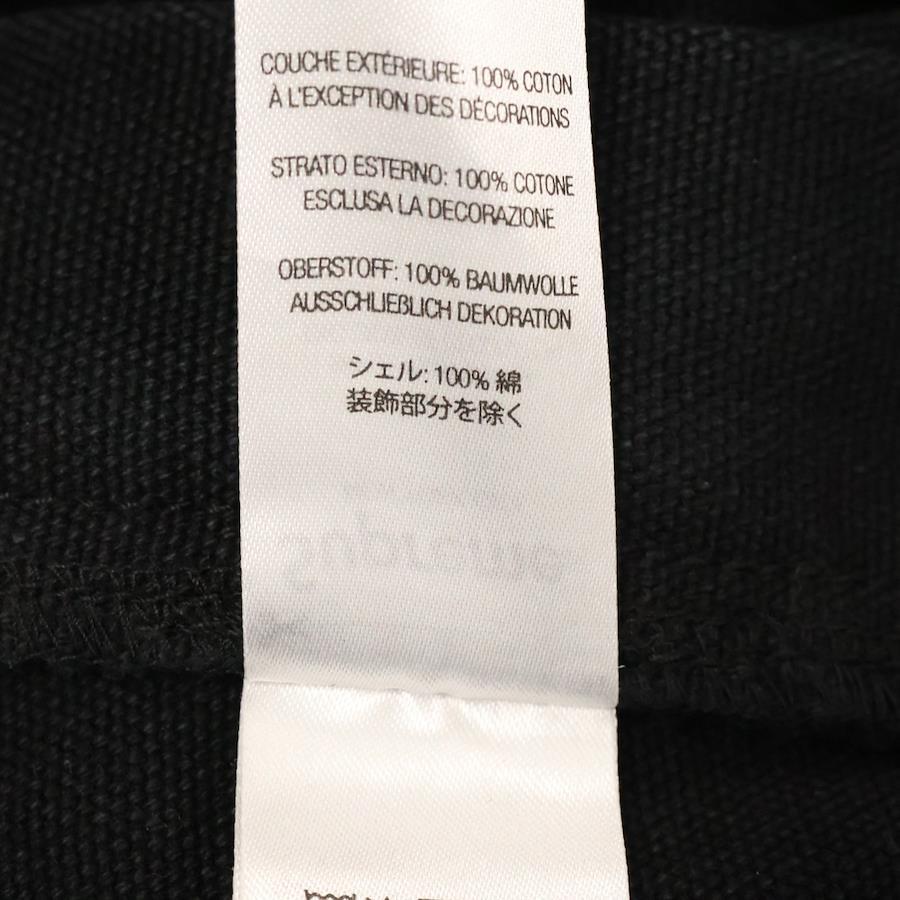 COUCHE EXTÉRIEURE: 100% COTON
À L'EXCEPTION DES DÉCORATIONS
STRATO ESTERNO: 100% COTONE
ESCLUSA LA DECORAZIONE
OBERSTOFF: 100% BAUMWOLLE
AUSSCHLIEßLICH DEKORATION
シェル: 100% 綿
装飾部分を除く